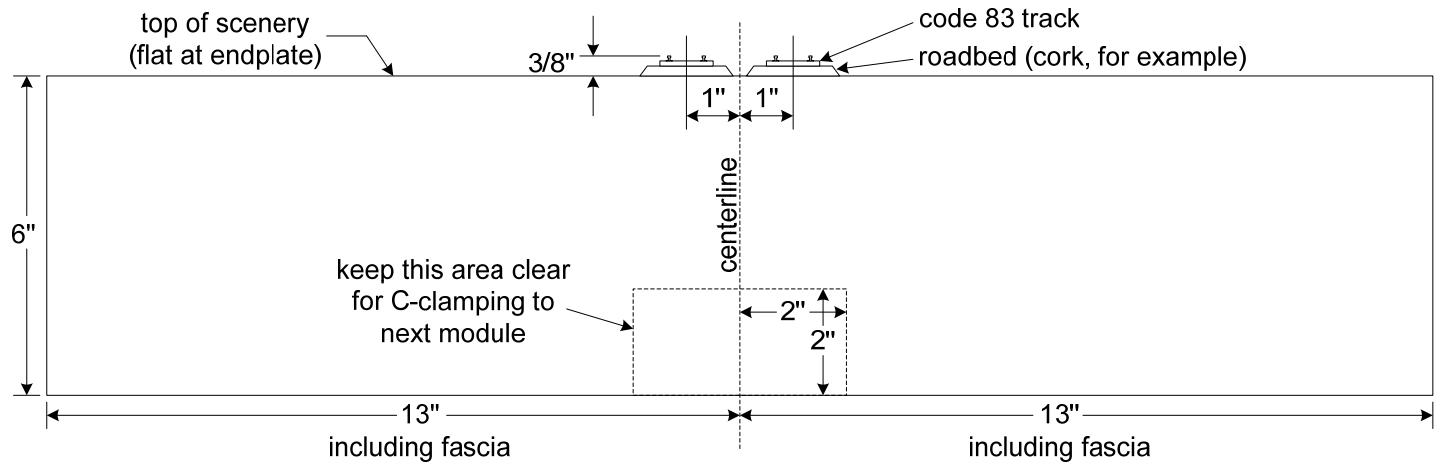 top of scenery
(flat at endplate)
code 83 track
roadbed (cork, for example)
3/8"
1"
1"
centerline
6"
keep this area clear
for C-clamping to
next module
2"
2"
13"
including fascia
13"
including fascia